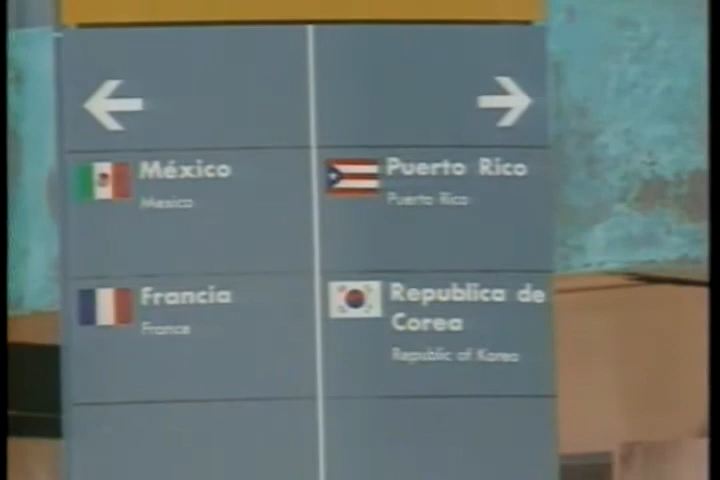 México
Mexico
Francia
France
Puerto Rico
Puerto Rico
Republica de
Corea
Republic of Korea